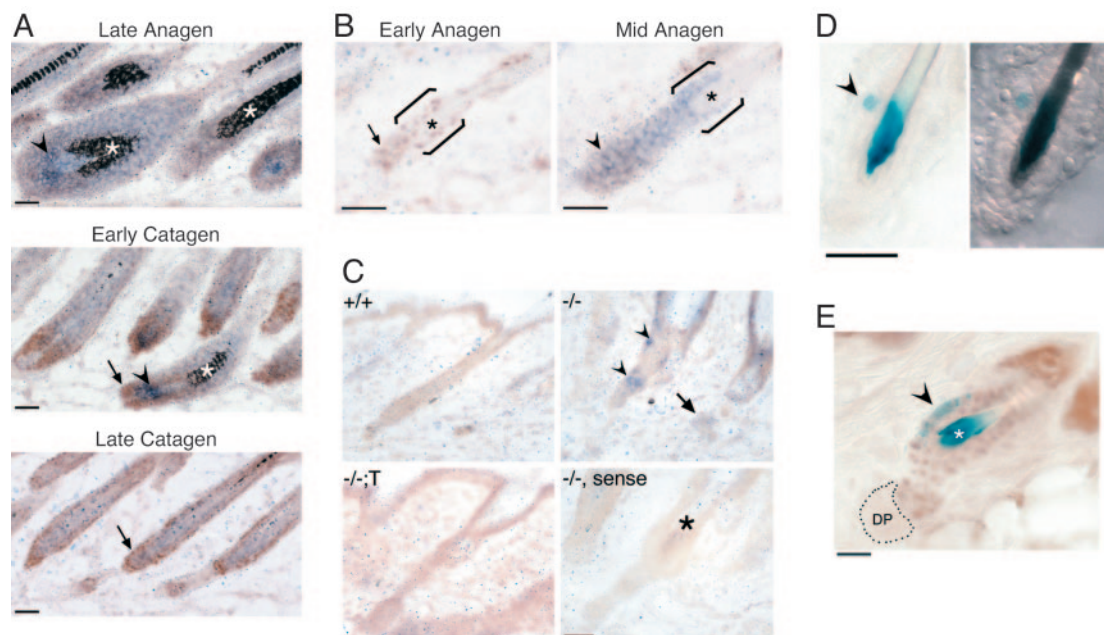 A
Late Anagen
Early Catagen
Late Catagen
B
Early Anagen
Mid Anagen
C
+/+
-/-
-/-;T
-/-, sense
D
E
DP